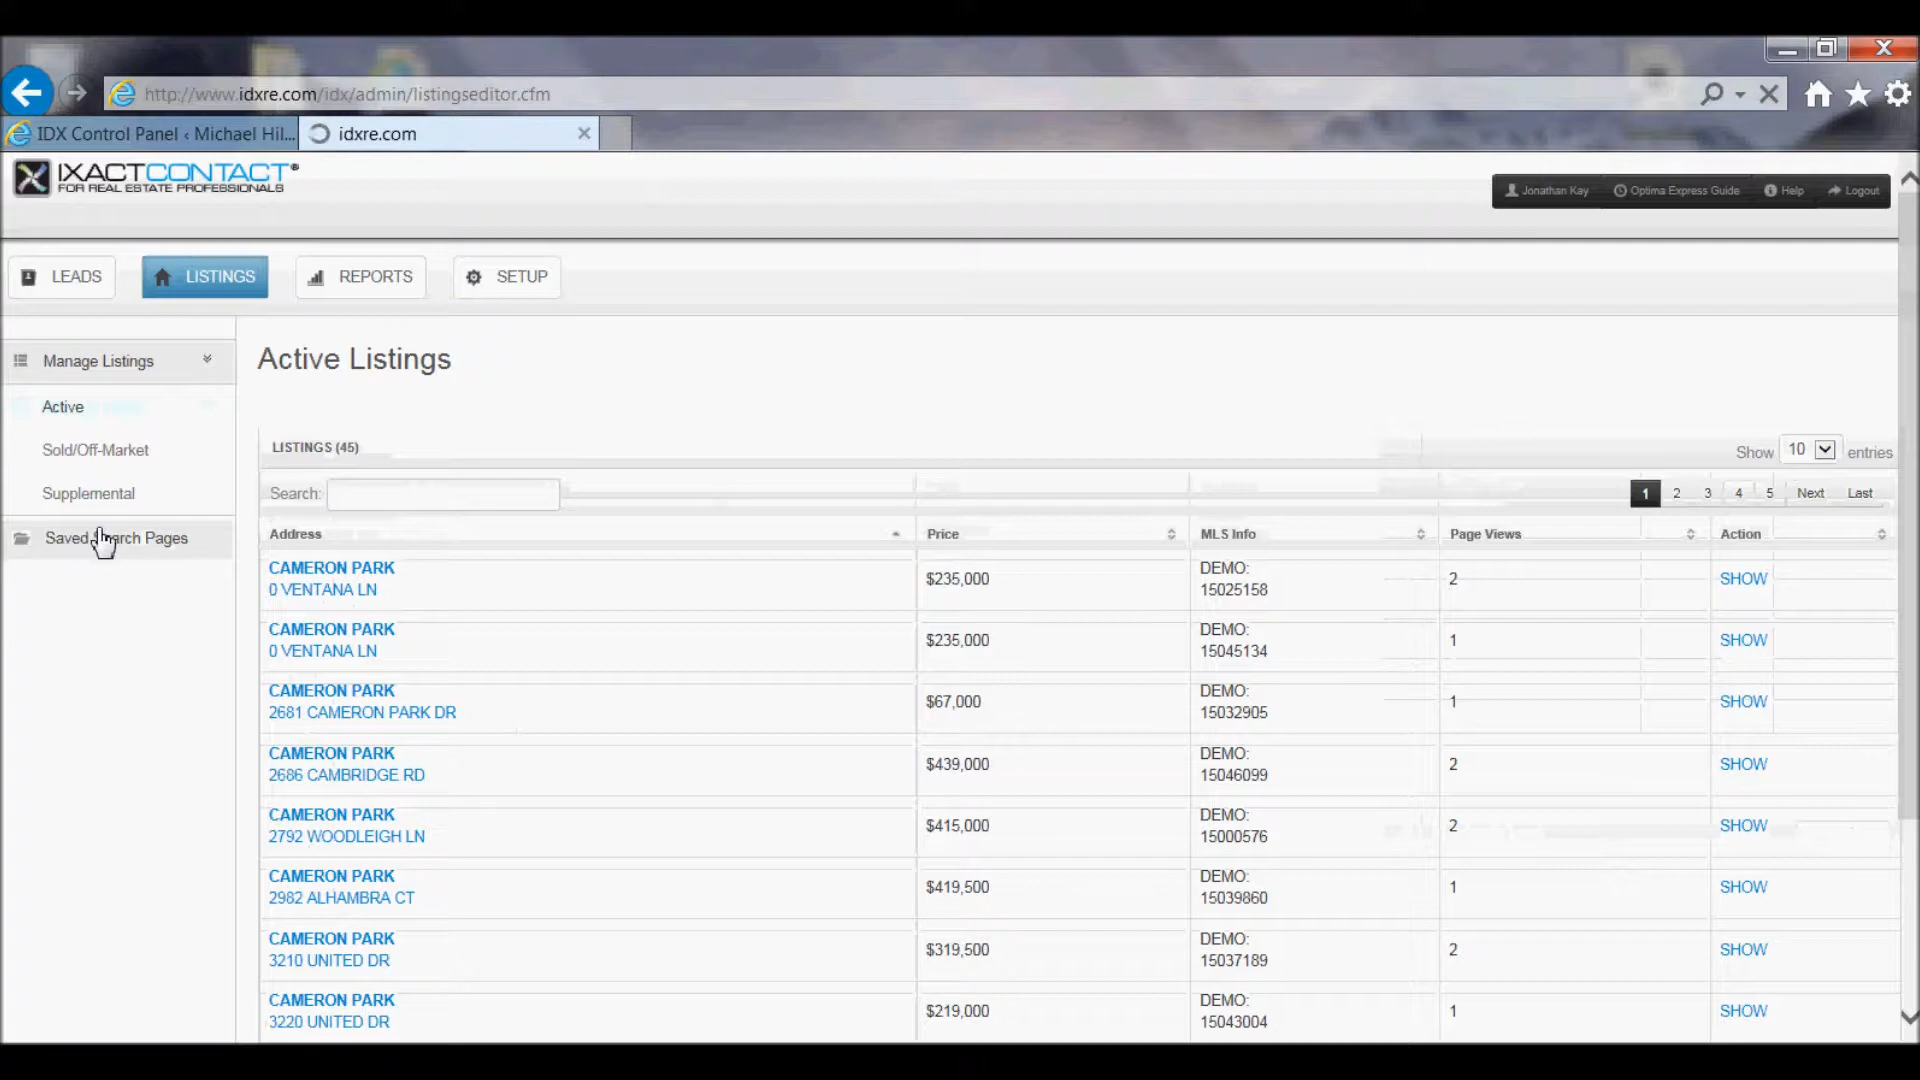 http://www.idxre.com/idx/admin/listingseditor.cfm
IDX Control Panel ‹ Michael Hil...
idxre.com
IXACTCONTACT®
FOR REAL ESTATE PROFESSIONALS
Jonathan Kay Optima Express Guide Help Logout
LEADS LISTINGS REPORTS SETUP
Manage Listings
Active
Sold/Off-Market
Supplemental
Saved Search Pages
Active Listings
LISTINGS (45)
Show 10 entries
Search:
1 2 3 4 5 Next Last
Address Price MLS Info Page Views Action
CAMERON PARK
0 VENTANA LN
$235,000
DEMO:
15025158
2
SHOW
CAMERON PARK
0 VENTANA LN
$235,000
DEMO:
15045134
1
SHOW
CAMERON PARK
2681 CAMERON PARK DR
$67,000
DEMO:
15032905
1
SHOW
CAMERON PARK
2686 CAMBRIDGE RD
$439,000
DEMO:
15046099
2
SHOW
CAMERON PARK
2792 WOODLEIGH LN
$415,000
DEMO:
15000576
2
SHOW
CAMERON PARK
2982 ALHAMBRA CT
$419,500
DEMO:
15039860
1
SHOW
CAMERON PARK
3210 UNITED DR
$319,500
DEMO:
15037189
2
SHOW
CAMERON PARK
3220 UNITED DR
$219,000
DEMO:
15043004
1
SHOW